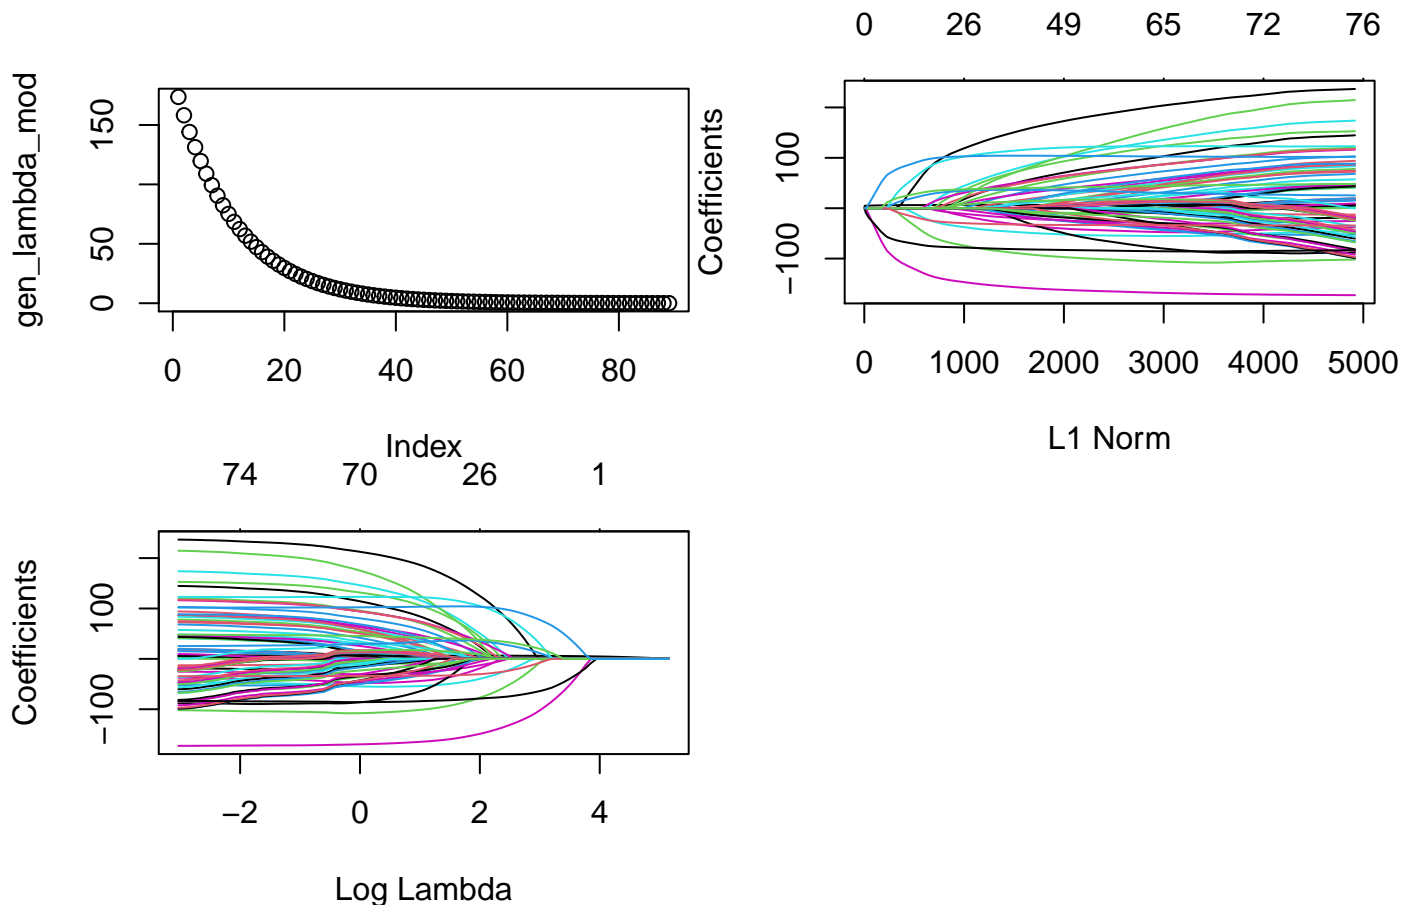 gen_lambda_mod
150
50
0
0 20 40 60 80
Index
0 26 49 65 72 76
Coefficients
100
−100
0 1000 2000 3000 4000 5000
L1 Norm
74 70 26 1
Coefficients
100
−100
−2 0 2 4
Log Lambda